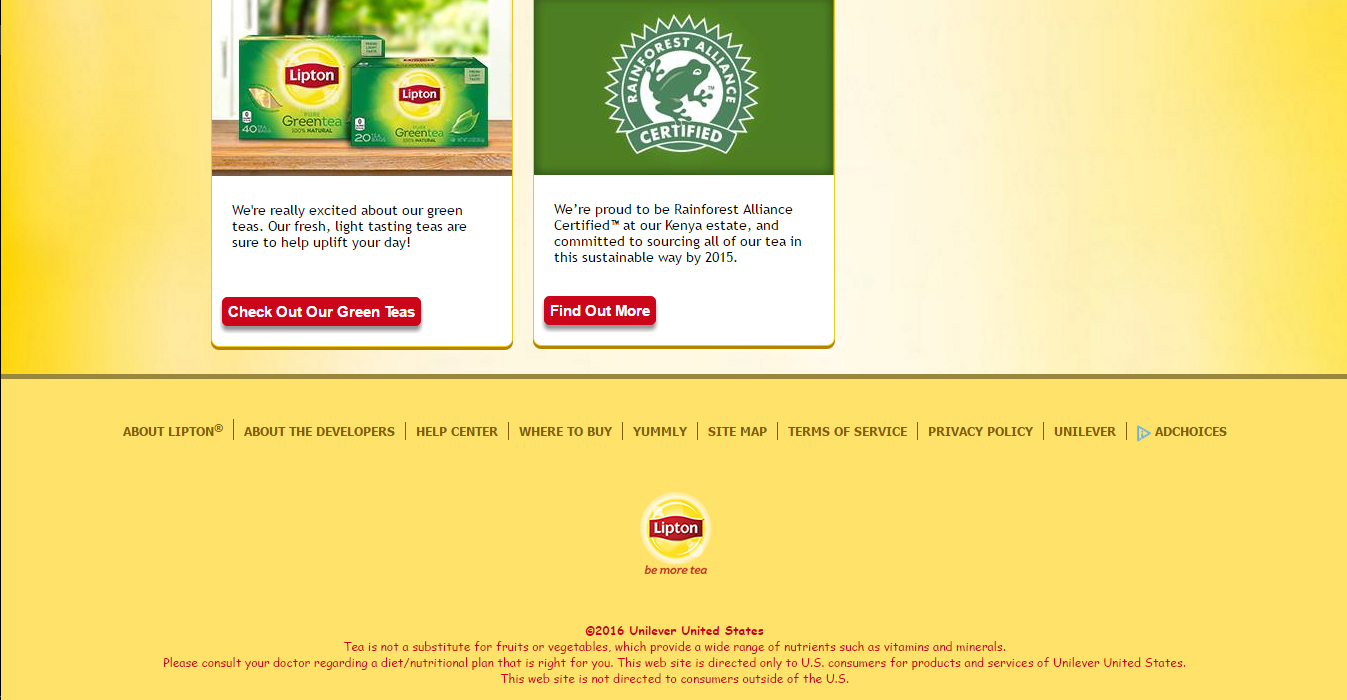 Lipton
PURE
Greentea
100% NATURAL
40
Lipton
PURE
Greentea
100% NATURAL
20
RAINFOREST ALLIANCE
CERTIFIED
™
We're really excited about our green
teas. Our fresh, light tasting teas are
sure to help uplift your day!
Check Out Our Green Teas
We’re proud to be Rainforest Alliance
Certified™ at our Kenya estate, and
committed to sourcing all of our tea in
this sustainable way by 2015.
Find Out More
ABOUT LIPTON® ABOUT THE DEVELOPERS HELP CENTER WHERE TO BUY YUMMLY SITE MAP TERMS OF SERVICE PRIVACY POLICY UNILEVER ADCHOICES
Lipton
be more tea
©2016 Unilever United States
Tea is not a substitute for fruits or vegetables, which provide a wide range of nutrients such as vitamins and minerals.
Please consult your doctor regarding a diet/nutritional plan that is right for you. This web site is directed only to U.S. consumers for products and services of Unilever United States.
This web site is not directed to consumers outside of the U.S.